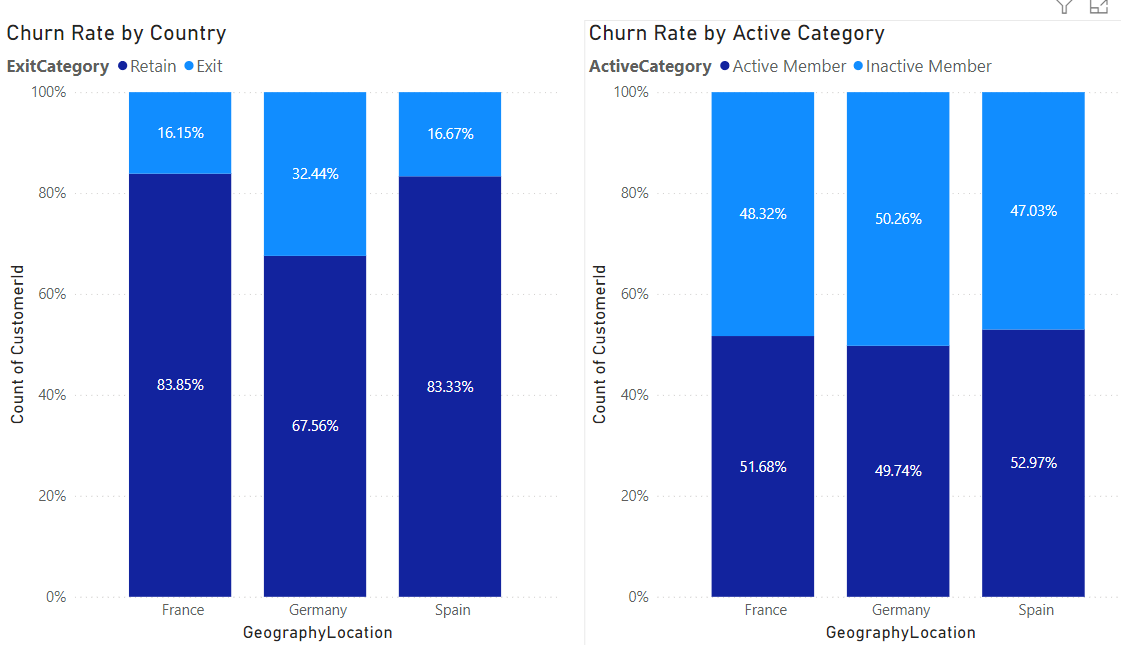 Churn Rate by Country
ExitCategory Retain Exit
100%
80%
60%
40%
20%
0%
Count of CustomerId
16.15%
32.44%
16.67%
83.85%
67.56%
83.33%
France Germany Spain
GeographyLocation
Churn Rate by Active Category
ActiveCategory Active Member Inactive Member
100%
80%
60%
40%
20%
0%
Count of CustomerId
48.32%
50.26%
47.03%
51.68%
49.74%
52.97%
France Germany Spain
GeographyLocation